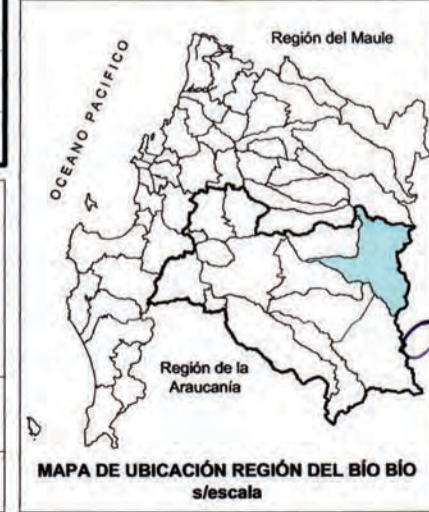 Región del Maule
OCEANO PACIFICO
Región de la
Araucanía
MAPA DE UBICACIÓN REGIÓN DEL BÍO BÍO
s/escala